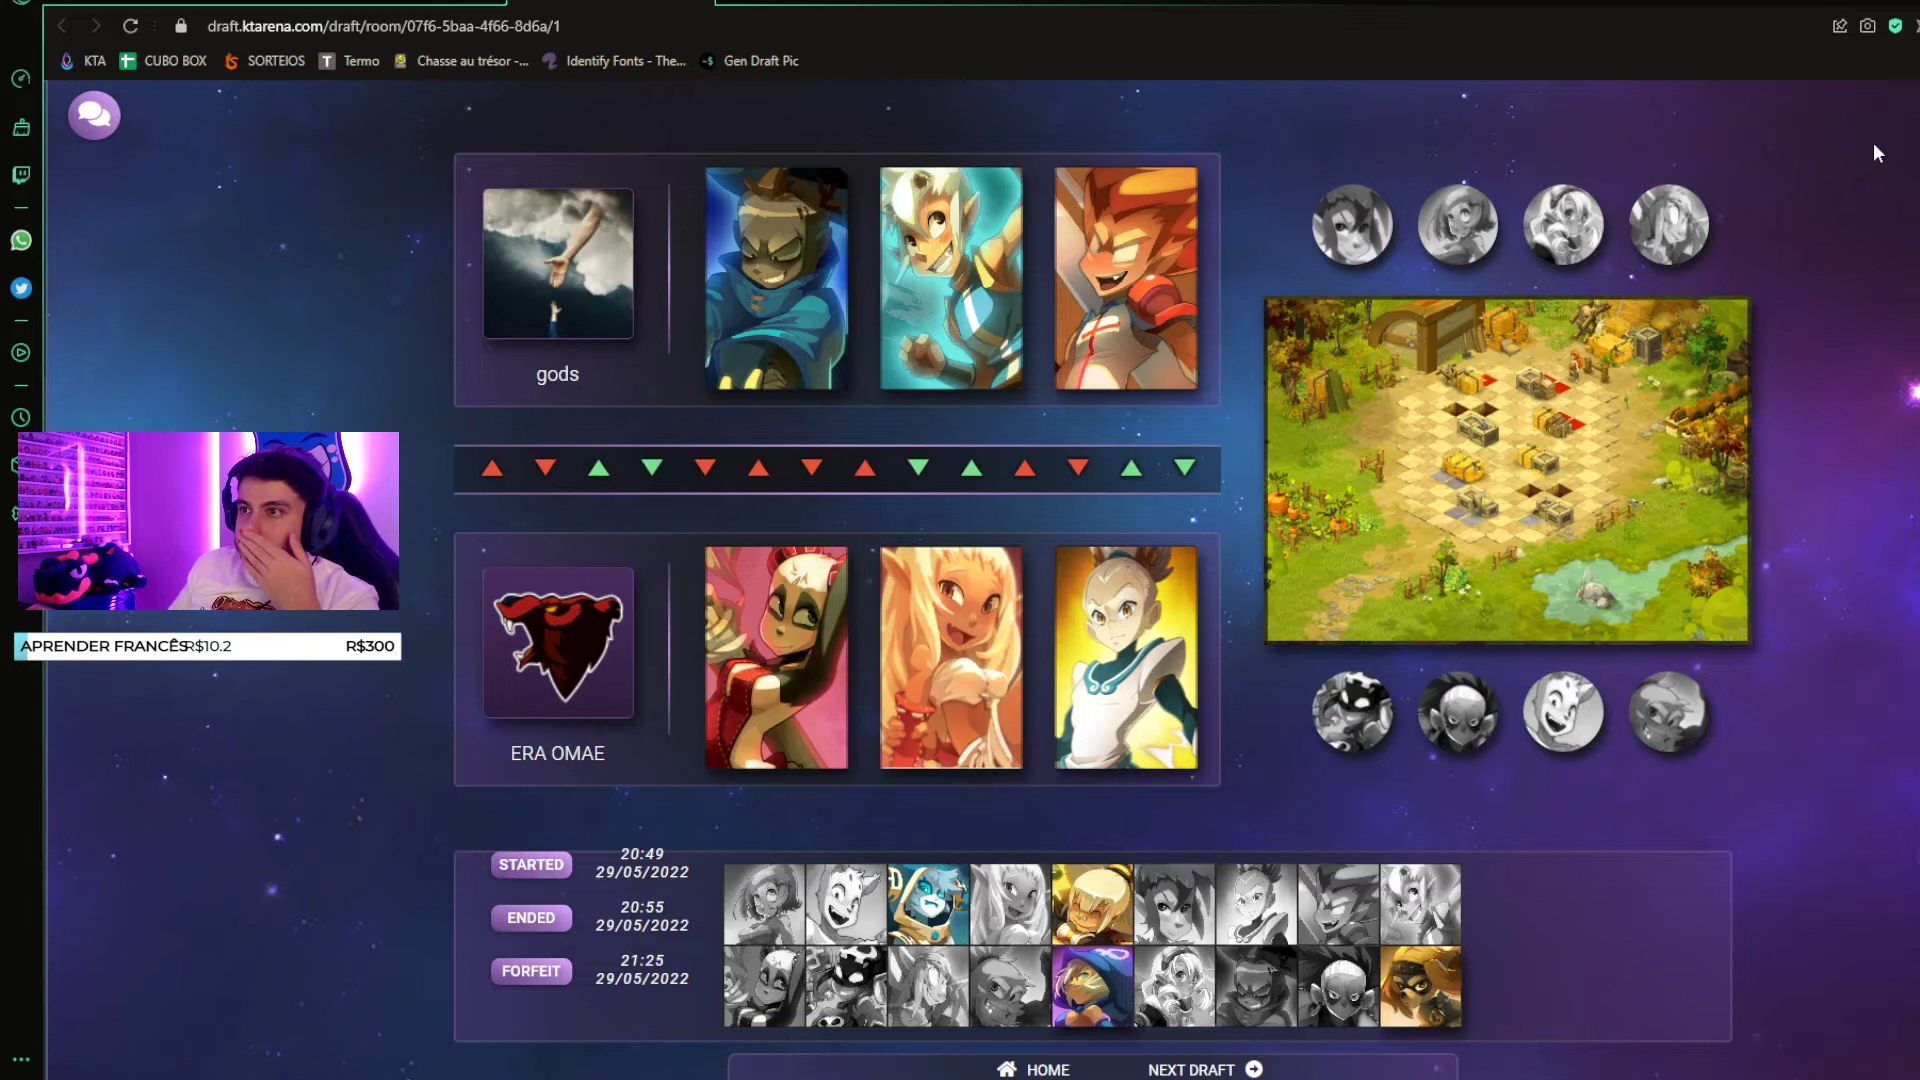 draft.ktarena.com/draft/room/07f6-5baa-4f66-8d6a/1
KTA
CUBO BOX
SORTEIOS
T
Termo
Chasse au trésor -...
Identify Fonts - The...
~$
Gen Draft Pic
gods
APRENDER FRANCÊS
R$10.2
R$300
ERA OMAE
STARTED
20:49
29/05/2022
ENDED
20:55
29/05/2022
FORFEIT
21:25
29/05/2022
HOME
NEXT DRAFT